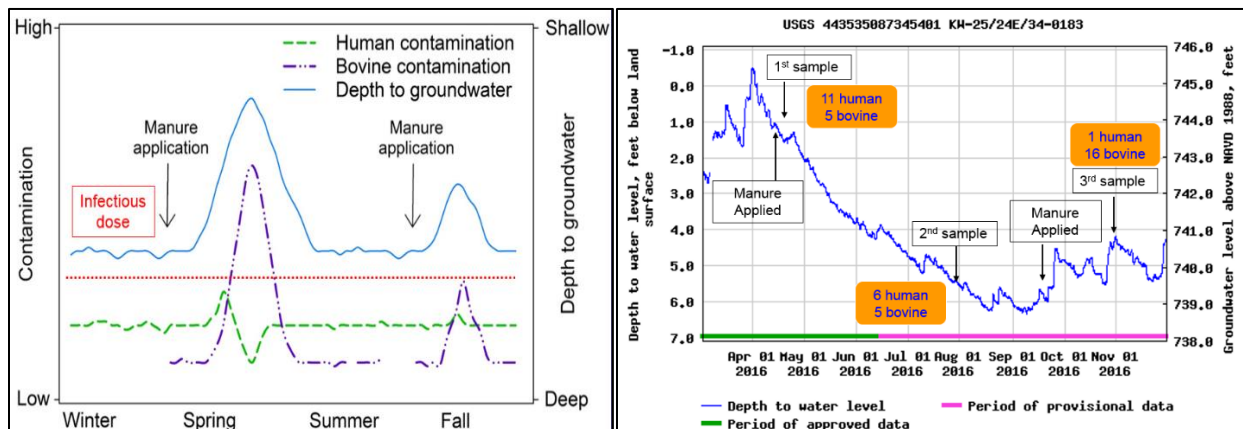 High
Shallow
Human contamination
Bovine contamination
Depth to groundwater
Manure
application
Manure
application
Infectious
dose
Contamination
Depth to groundwater
Low
Deep
Winter
Spring
Summer
Fall
USGS 443535087345401 KW-25/24E/34-0183
Depth to water level, feet below land
surface
-1.0
0.0
1.0
2.0
3.0
4.0
5.0
6.0
7.0
746.0
745.0
744.0
743.0
742.0
741.0
740.0
739.0
738.0
Groundwater level above NAVD 1988, feet
1st sample
11 human
5 bovine
Manure
Applied
2nd sample
6 human
5 bovine
Manure
Applied
1 human
16 bovine
3rd sample
Apr 01 May 01 Jun 01 Jul 01 Aug 01 Sep 01 Oct 01 Nov 01
2016 2016 2016 2016 2016 2016 2016 2016
Depth to water level
Period of provisional data
Period of approved data